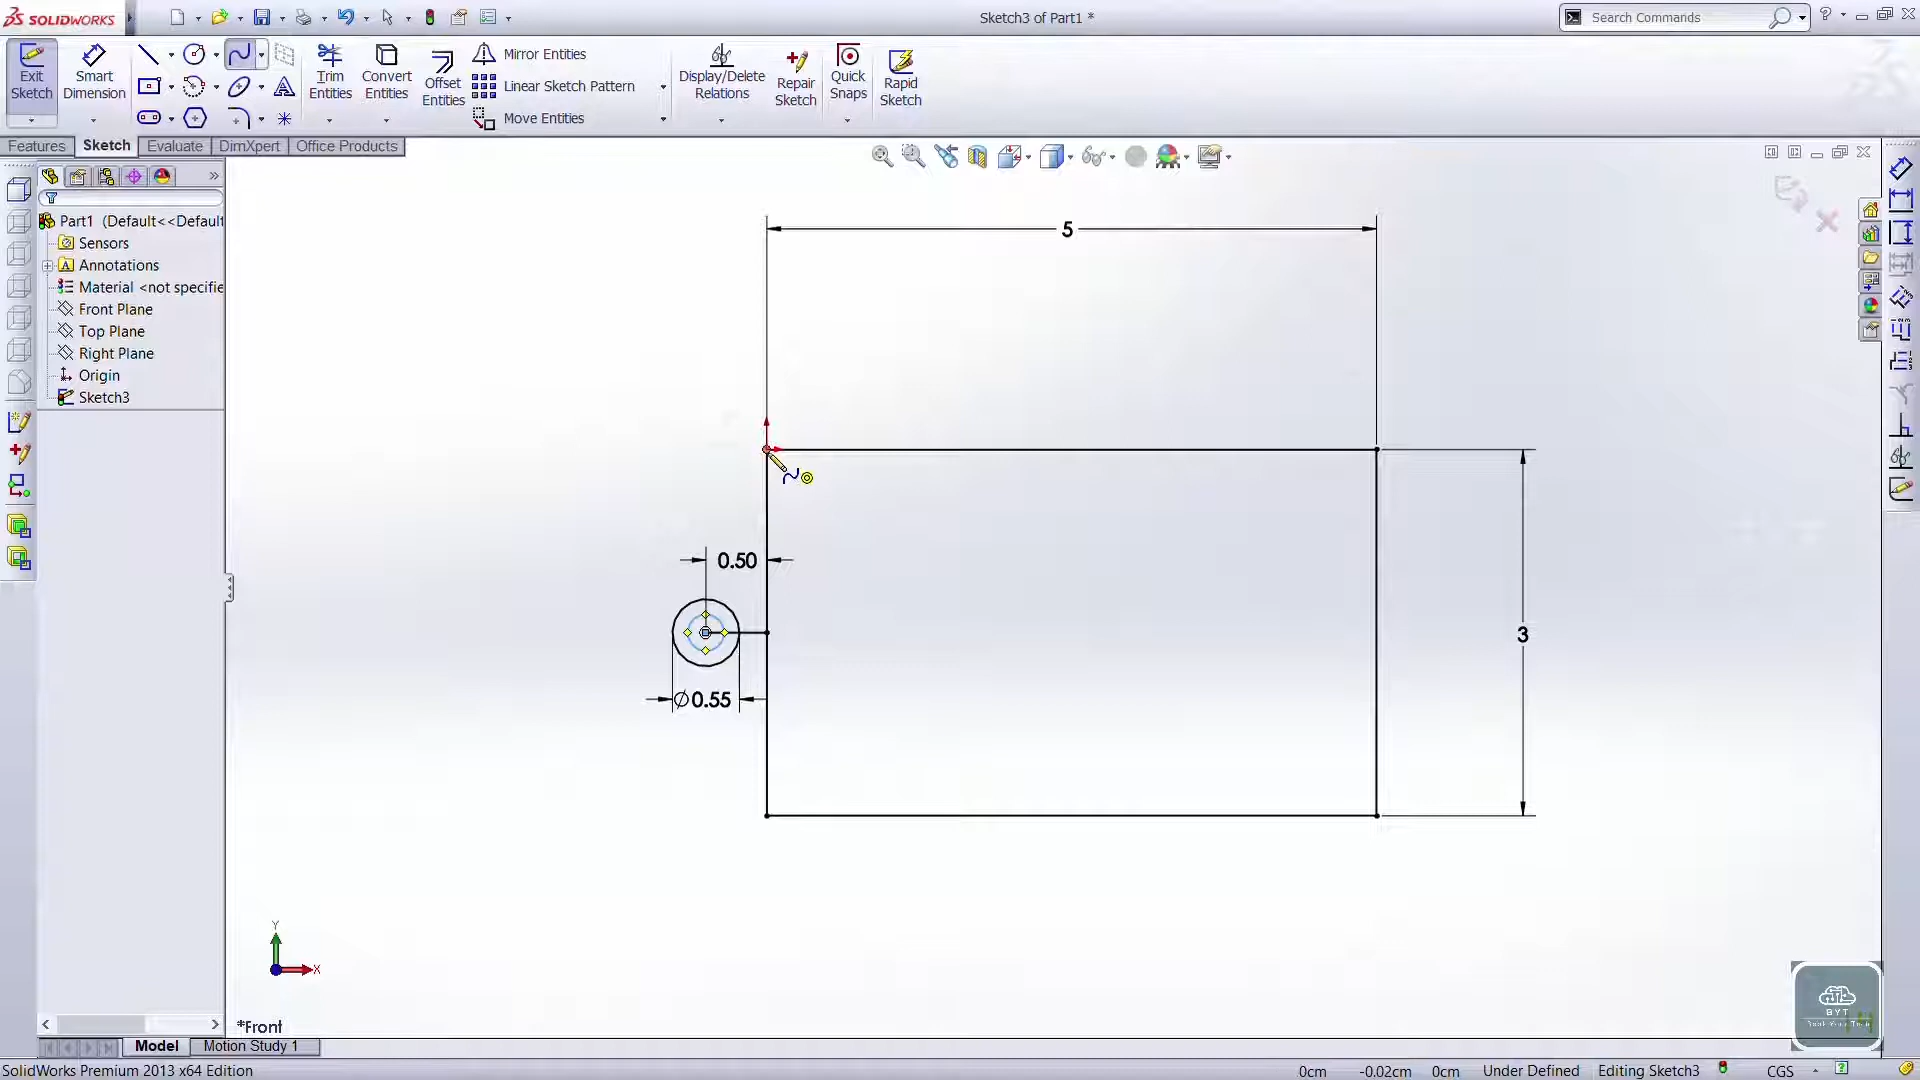 SOLIDWORKS
Sketch3 of Part1 *
Search Commands
Exit Sketch
Smart Dimension
Trim Entities
Convert Entities
Offset Entities
Mirror Entities
Linear Sketch Pattern
Move Entities
Display/Delete Relations
Repair Sketch
Quick Snaps
Rapid Sketch
Features
Sketch
Evaluate
DimXpert
Office Products
Part1 (Default<<Default
Sensors
Annotations
Material <not specifie
Front Plane
Top Plane
Right Plane
Origin
Sketch3
5
0.50
3
Ø0.55
Y
X
*Front
BYT
Model
Motion Study 1
SolidWorks Premium 2013 x64 Edition
0cm
-0.02cm
0cm
Under Defined
Editing Sketch3
CGS